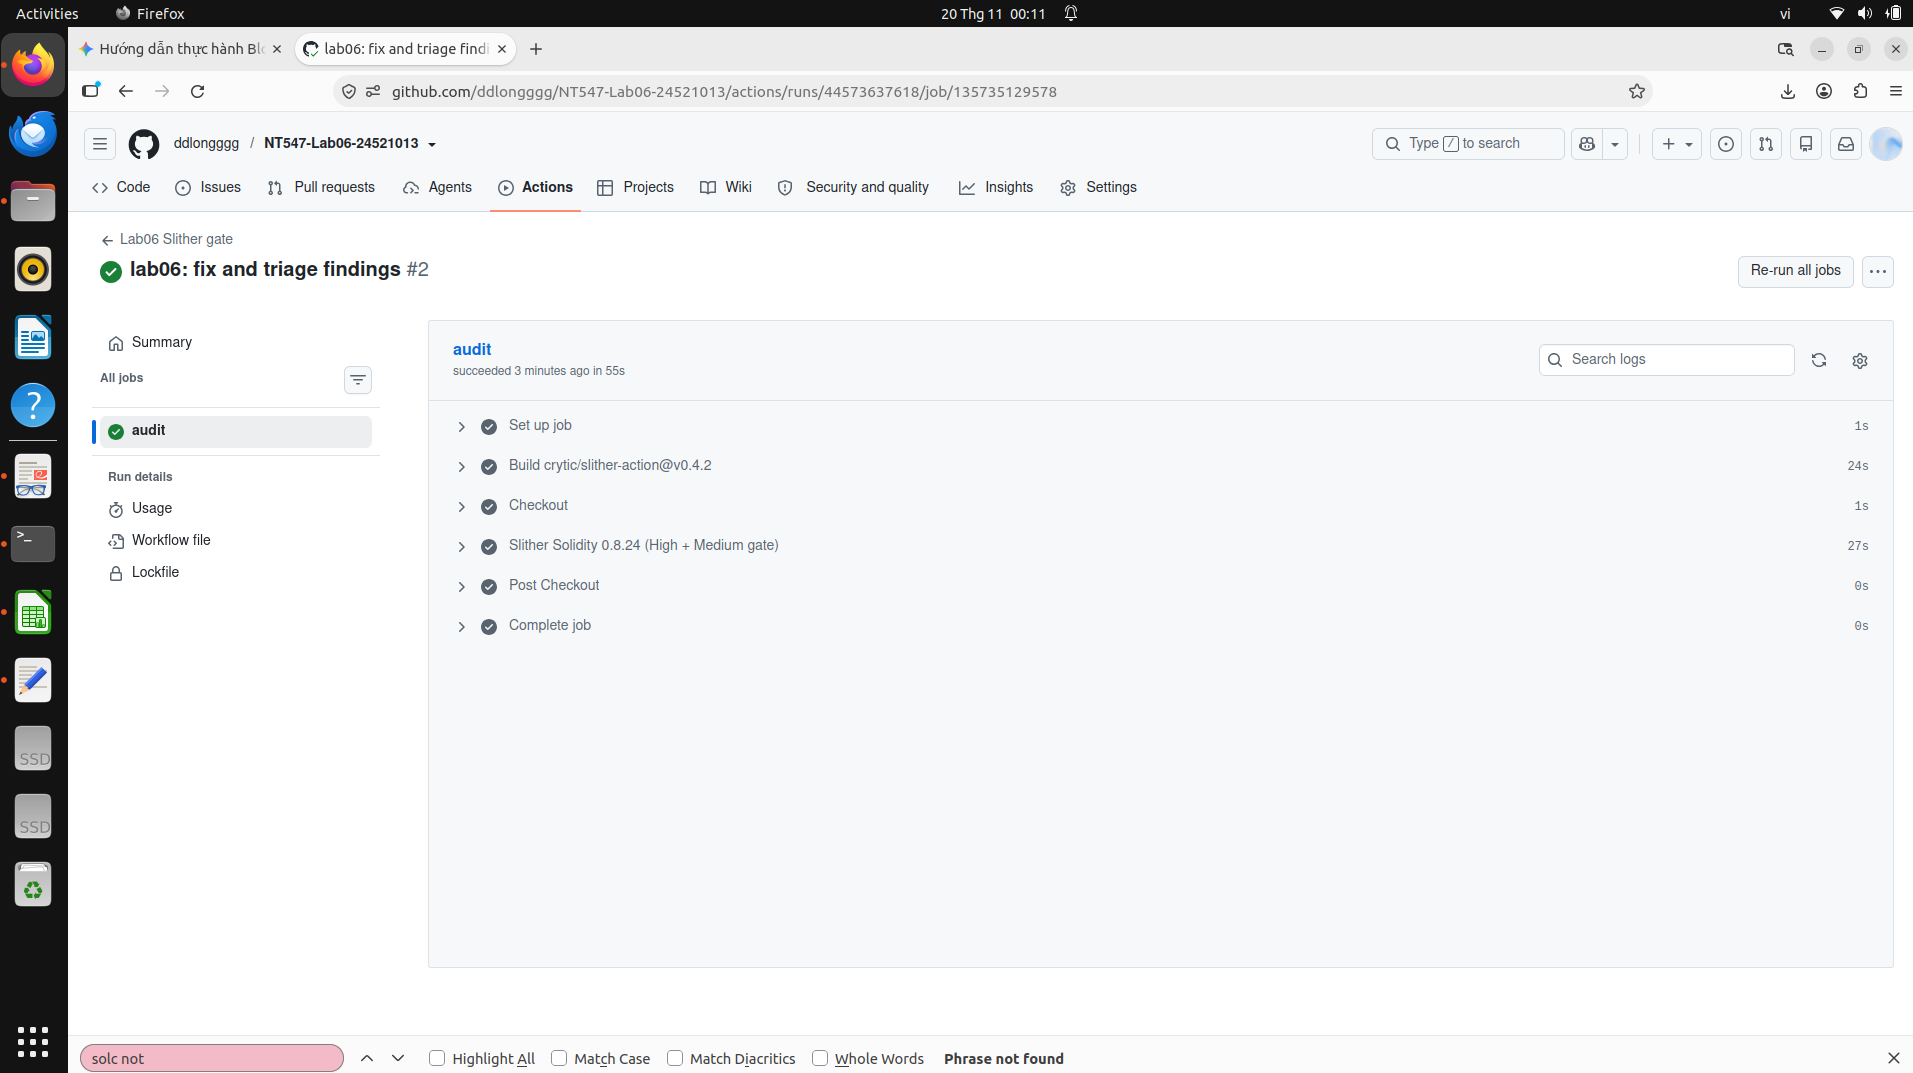 Activities Firefox 20 Thg 11 00:11 vi
Hướng dẫn thực hành Blo
lab06: fix and triage findi
github.com/ddlongggg/NT547-Lab06-24521013/actions/runs/44573637618/job/135735129578
ddlongggg / NT547-Lab06-24521013 Type / to search
Code Issues Pull requests Agents Actions Projects Wiki Security and quality Insights Settings
Lab06 Slither gate
lab06: fix and triage findings #2
Re-run all jobs
Summary
All jobs
audit
Run details
Usage
Workflow file
Lockfile
audit
succeeded 3 minutes ago in 55s
Search logs
Set up job 1s
Build crytic/slither-action@v0.4.2 24s
Checkout 1s
Slither Solidity 0.8.24 (High + Medium gate) 27s
Post Checkout 0s
Complete job 0s
SSD
SSD
solc not Highlight All Match Case Match Diacritics Whole Words Phrase not found